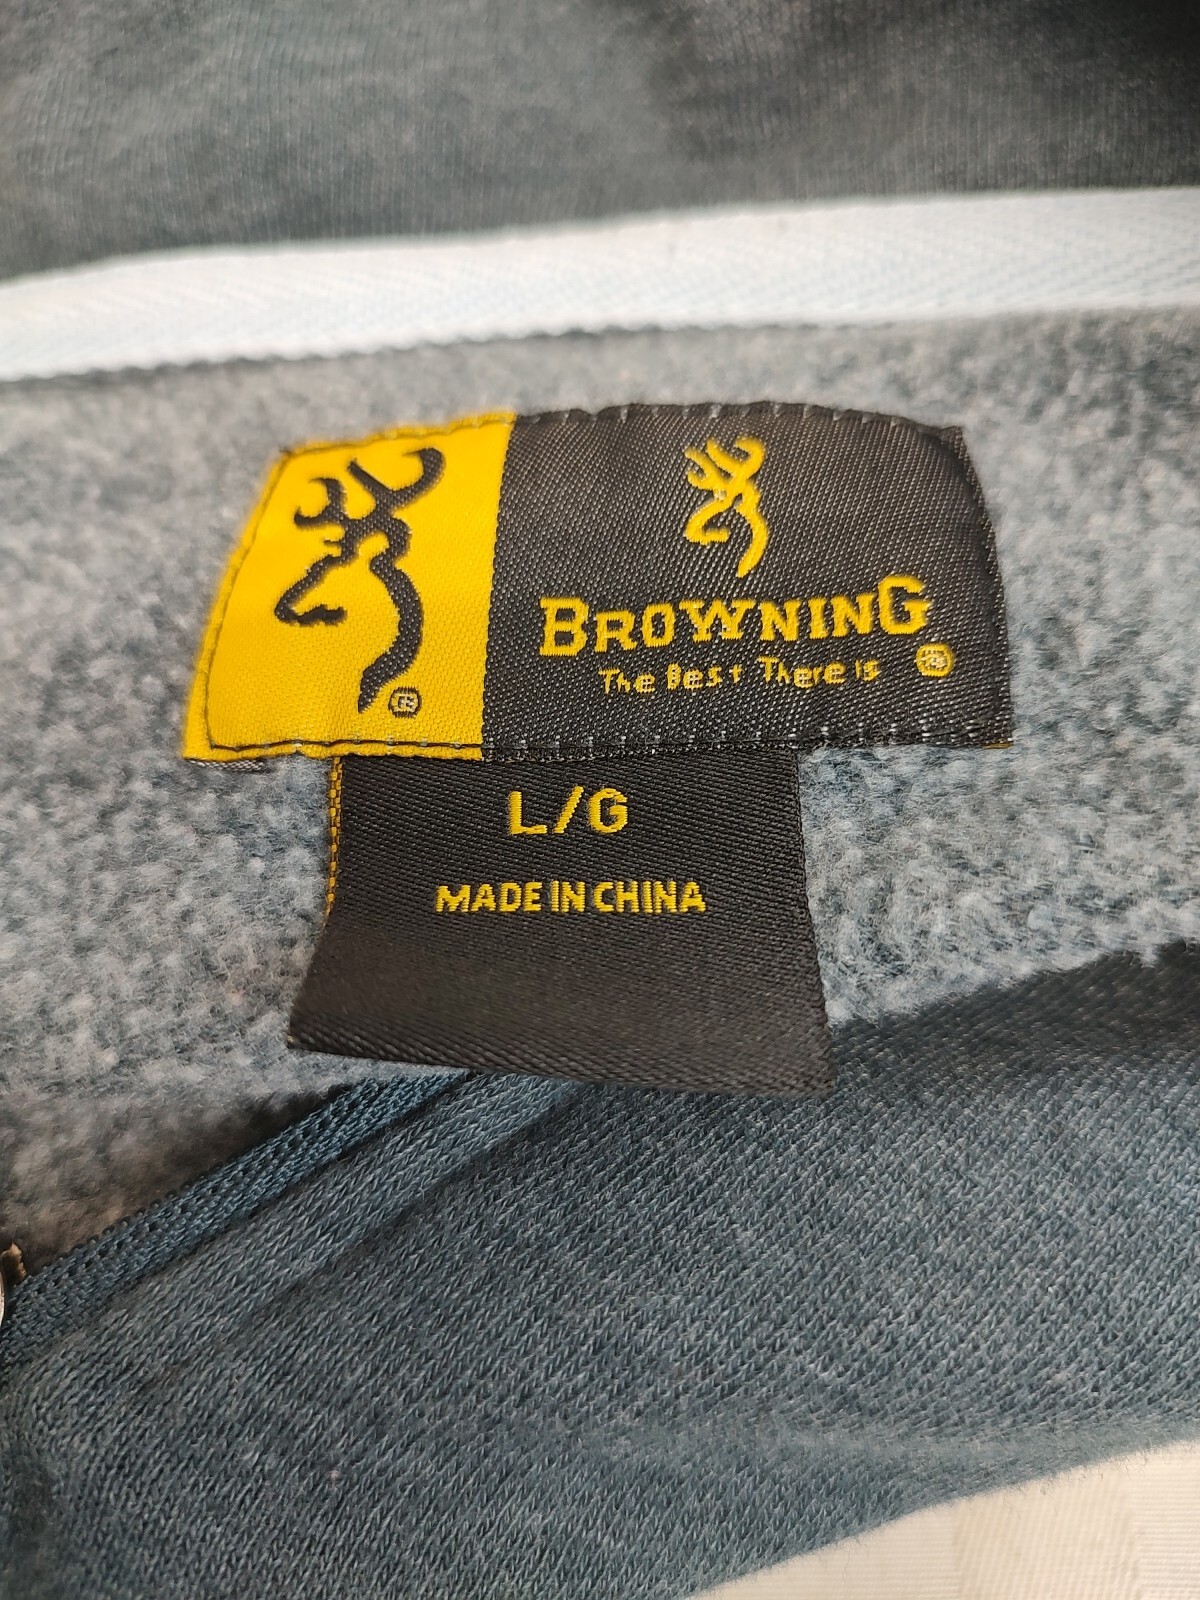 BROWNING
The Best There Is ®
L/G
MADE IN CHINA